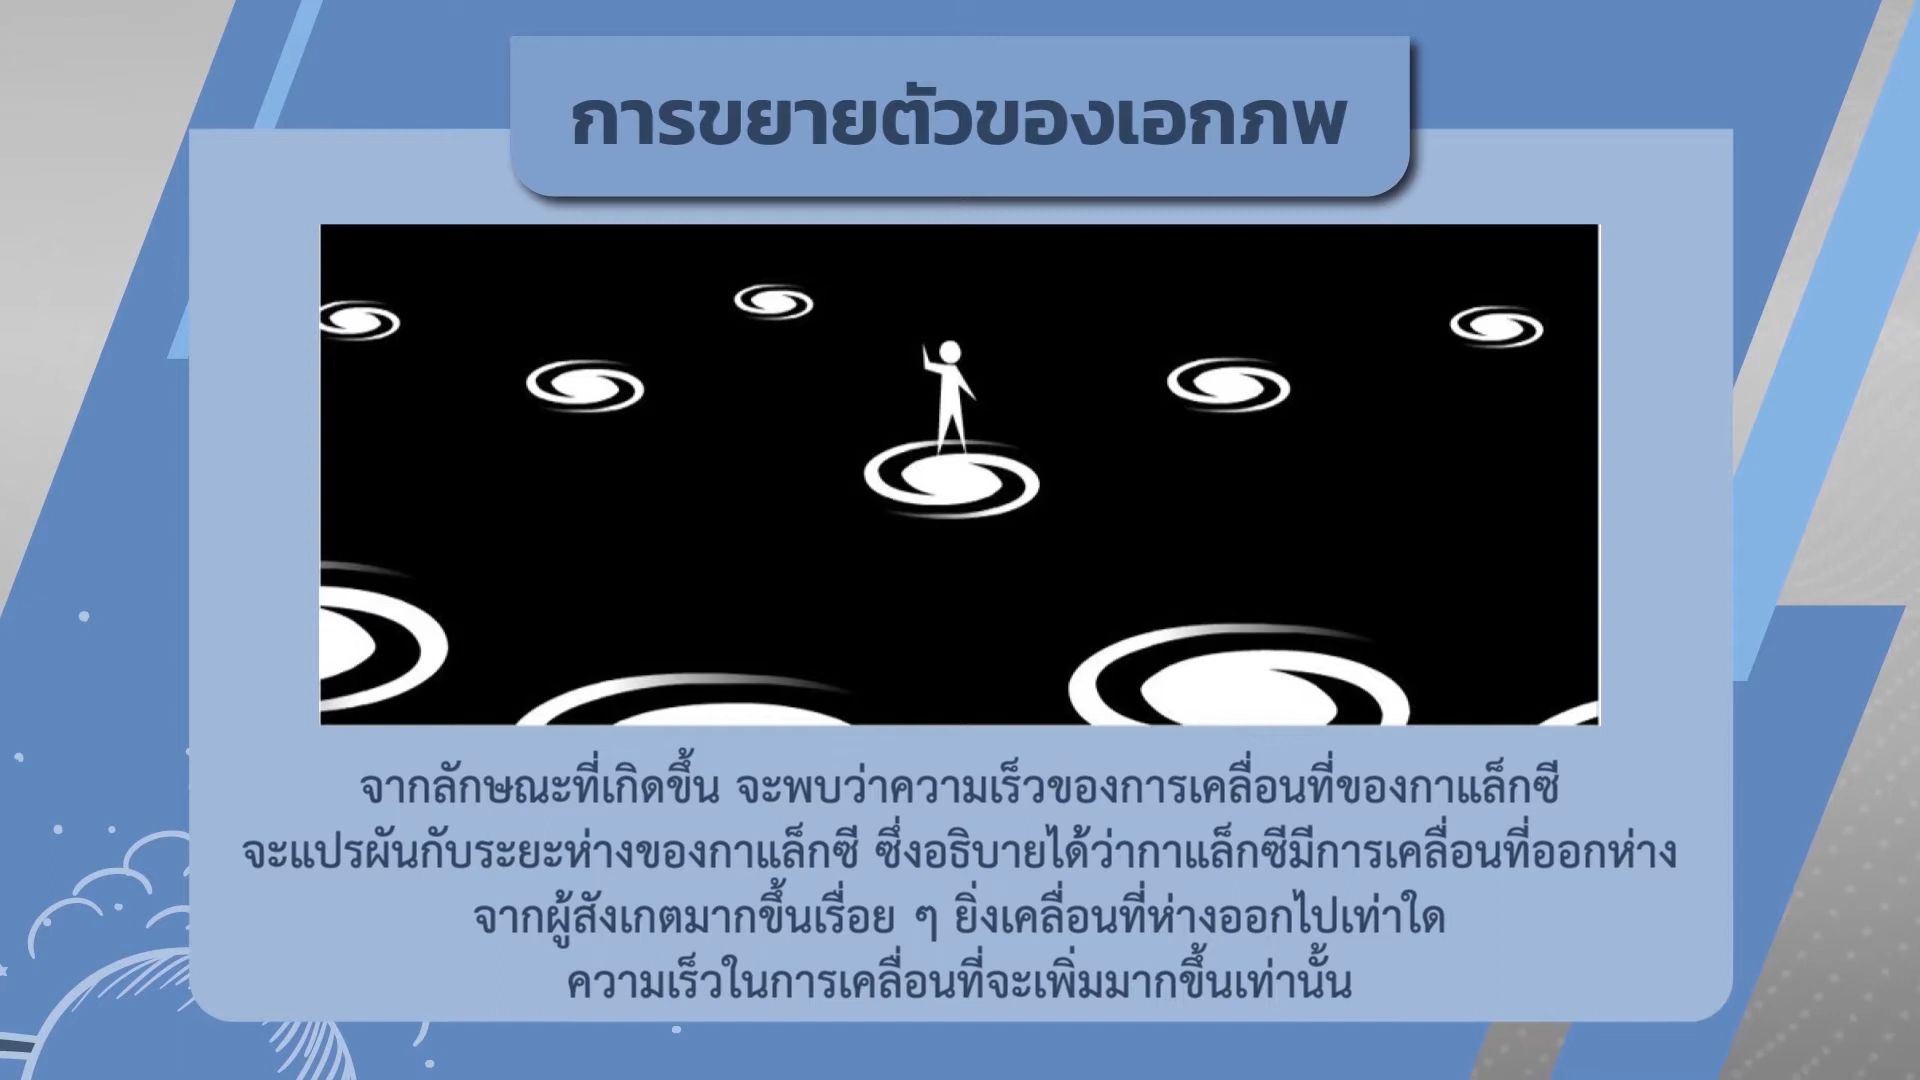 การขยายตัวของเอกภพ
จากลักษณะที่เกิดขึ้น จะพบว่าความเร็วของการเคลื่อนที่ของกาแล็กซี
จะแปรผันกับระยะห่างของกาแล็กซี ซึ่งอธิบายได้ว่ากาแล็กซีมีการเคลื่อนที่ออกห่าง
จากผู้สังเกตมากขึ้นเรื่อย ๆ ยิ่งเคลื่อนที่ห่างออกไปเท่าใด
ความเร็วในการเคลื่อนที่จะเพิ่มมากขึ้นเท่านั้น